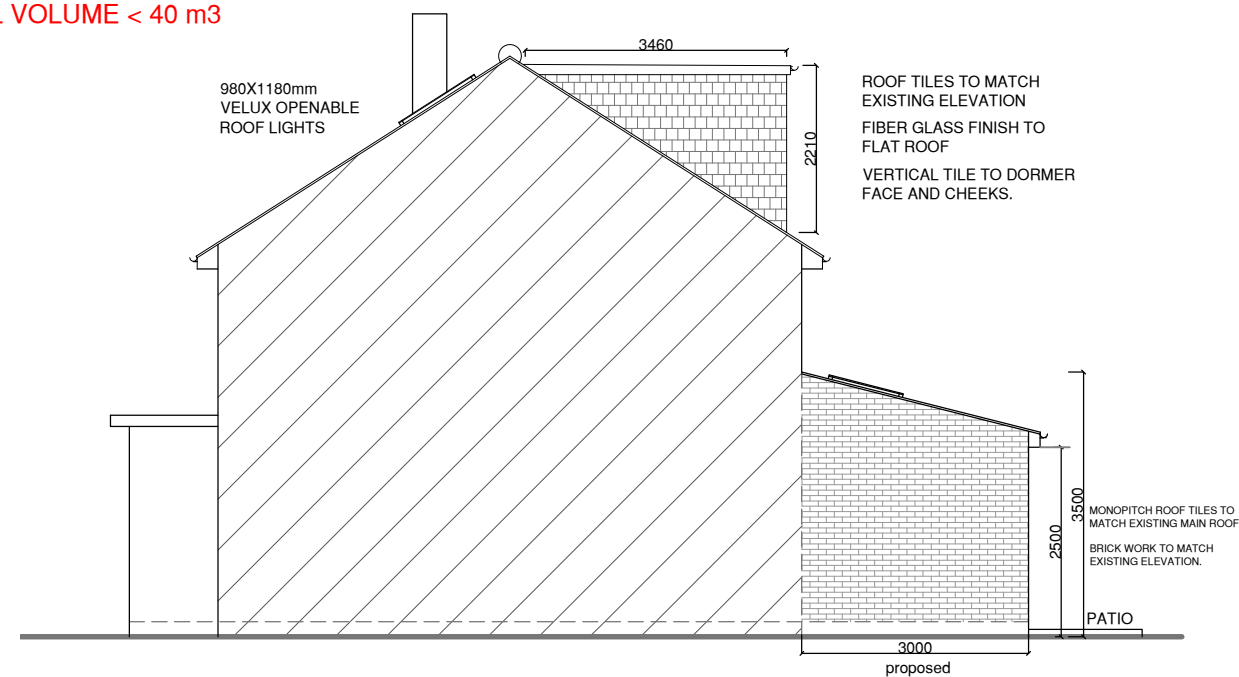 VOLUME < 40 m3
3460
980X1180mm
VELUX OPENABLE
ROOF LIGHTS
ROOF TILES TO MATCH
EXISTING ELEVATION
FIBER GLASS FINISH TO
FLAT ROOF
VERTICAL TILE TO DORMER
FACE AND CHEEKS.
2210
3500
2500
MONOPITCH ROOF TILES TO
MATCH EXISTING MAIN ROOF
BRICK WORK TO MATCH
EXISTING ELEVATION.
PATIO
3000
proposed